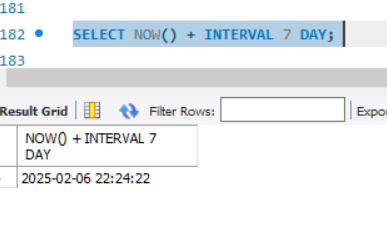 181
182 SELECT NOW() + INTERVAL 7 DAY;
183
Result Grid Filter Rows: Expo
NOW() + INTERVAL 7
DAY
2025-02-06 22:24:22